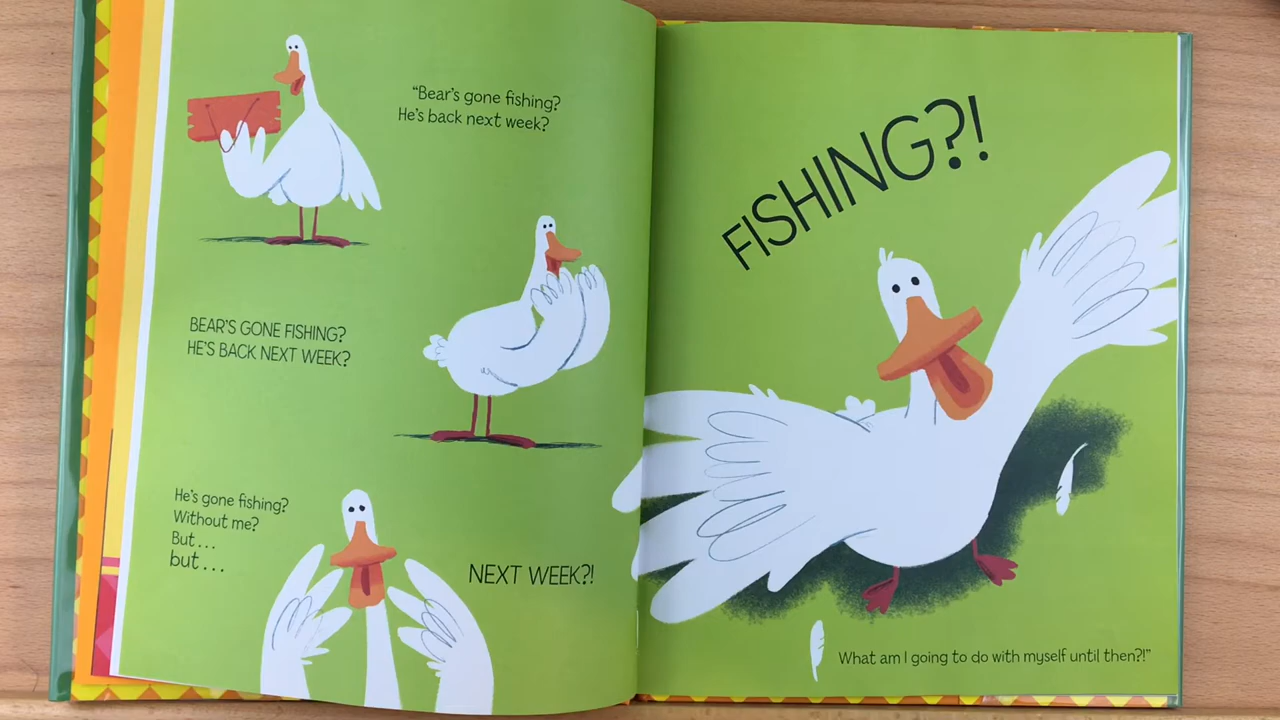 “Bear’s gone fishing?
He’s back next week?
BEAR’S GONE FISHING?
HE’S BACK NEXT WEEK?
He’s gone fishing?
Without me?
But...
but...
NEXT WEEK?!
FISHING?!
What am I going to do with myself until then?!”